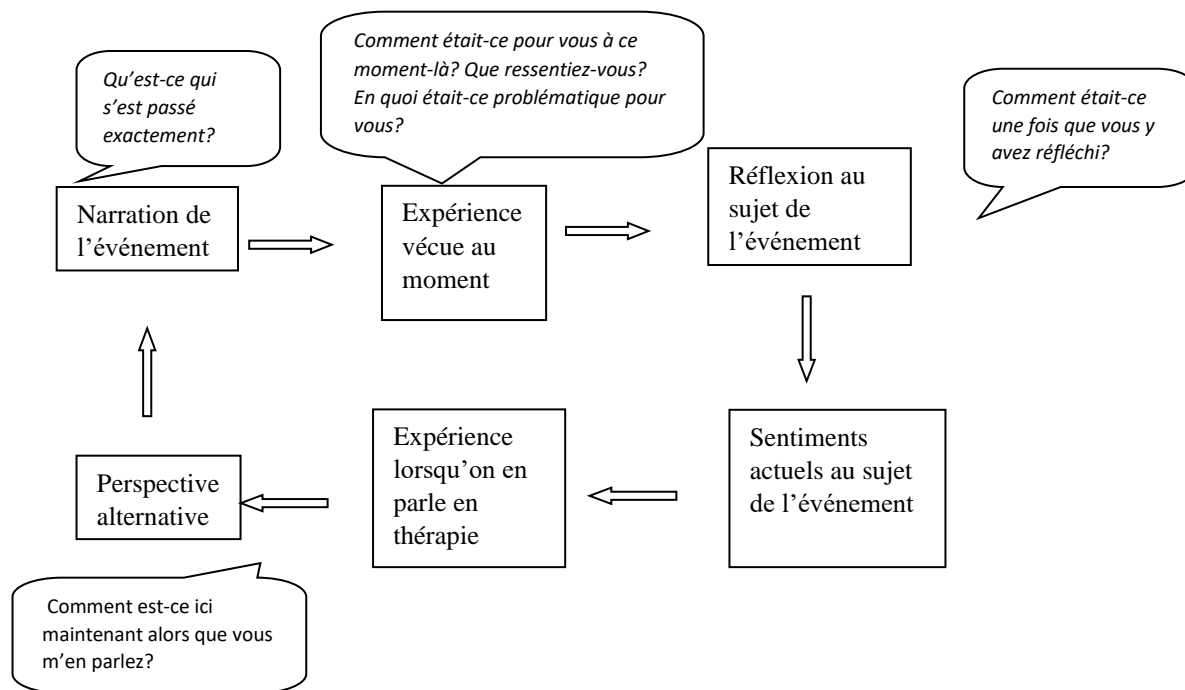 Qu'est-ce qui
s'est passé
exactement?
Comment était-ce pour vous à ce
moment-là? Que ressentiez-vous?
En quoi était-ce problématique pour
vous?
Comment était-ce
une fois que vous y
avez réfléchi?
Narration de
l'événement
Expérience
vécue au
moment
Réflexion au
sujet de
l'événement
Perspective
alternative
Expérience
lorsqu'on en
parle en
thérapie
Sentiments
actuels au sujet
de l'événement
Comment est-ce ici
maintenant alors que vous
m'en parlez?